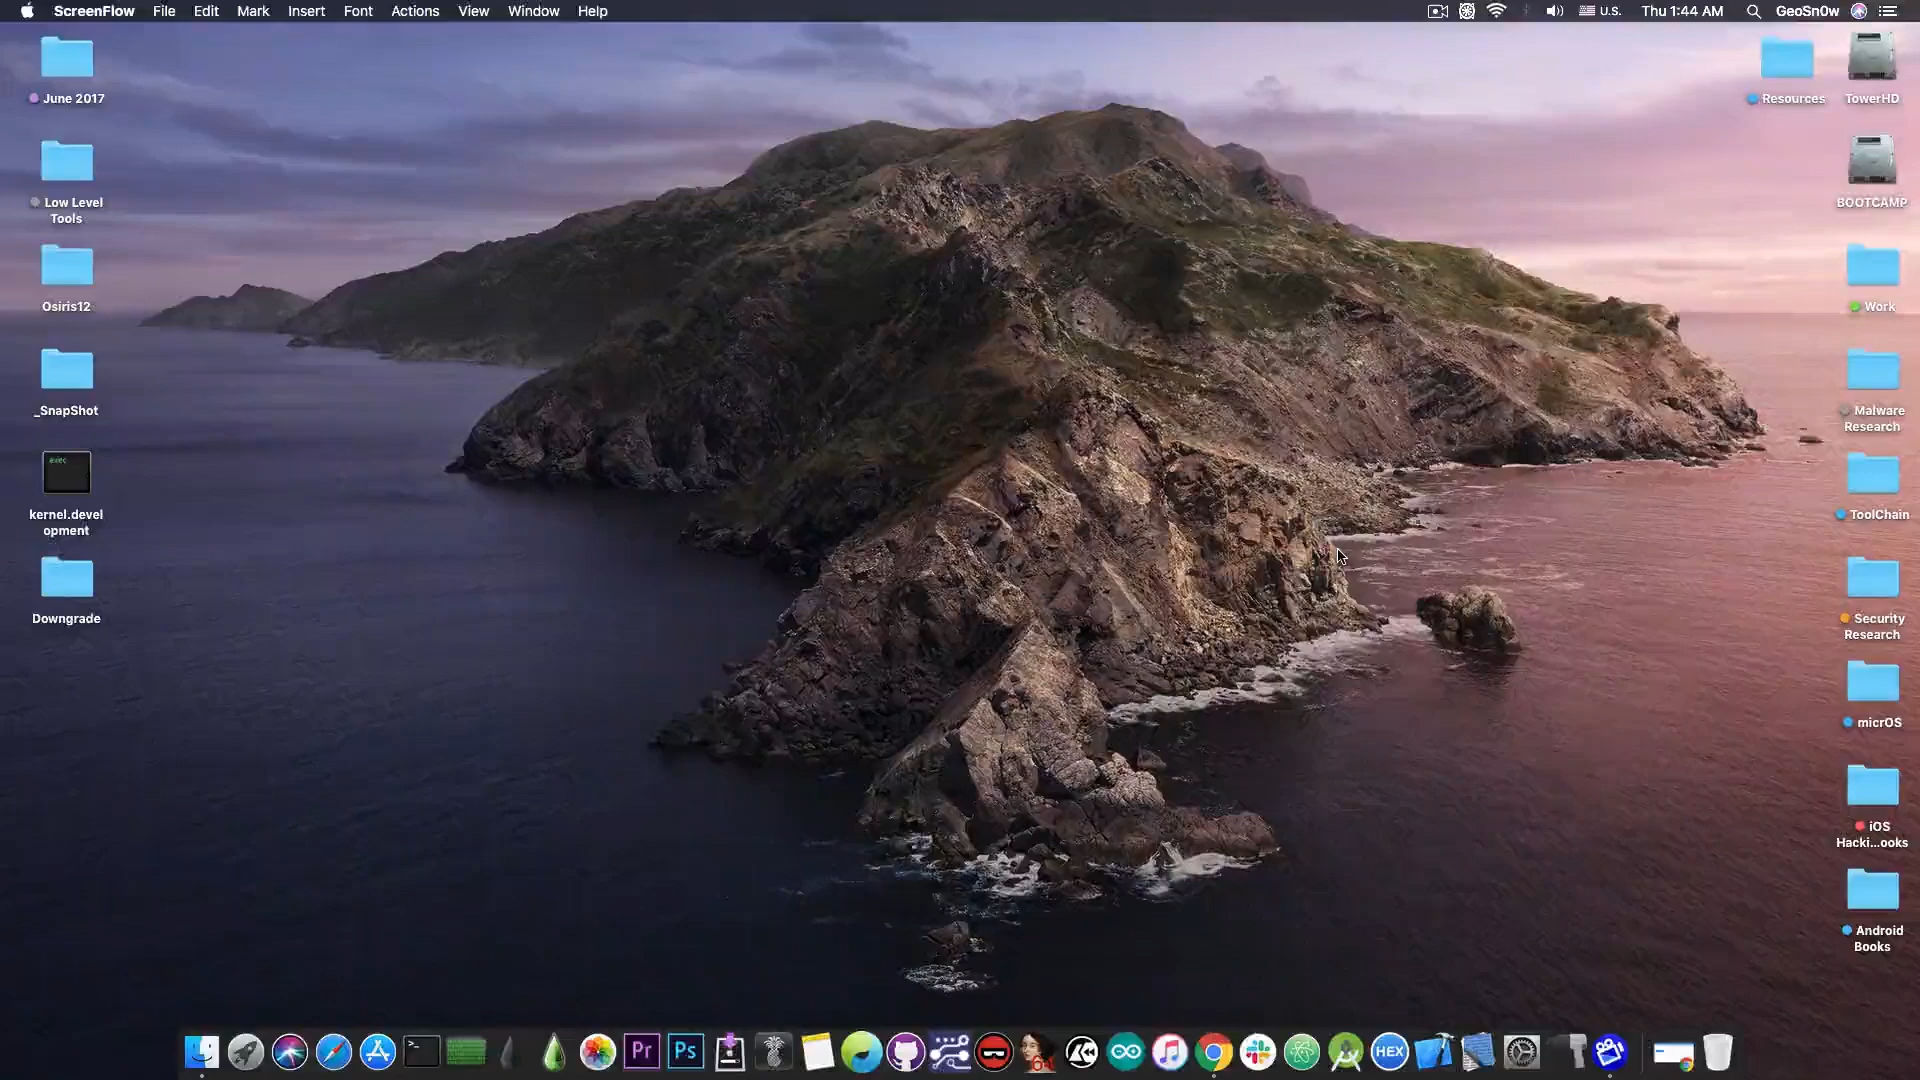 ScreenFlow File Edit Mark Insert Font Actions View Window Help
U.S. Thu 1:44 AM GeoSn0w
June 2017
Low Level
Tools
Osiris12
_SnapShot
exec
kernel.devel
opment
Downgrade
Resources
TowerHD
BOOTCAMP
Work
Malware
Research
ToolChain
Security
Research
micrOS
iOS
Hacki...ooks
Android
Books
>_
Pr
Ps
64
HEX